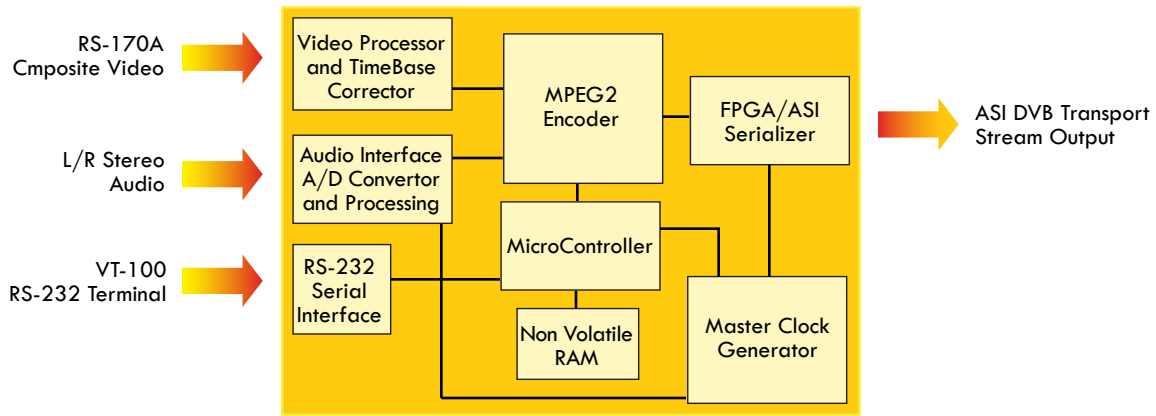 RS-170A
Cmposite Video
L/R Stereo
Audio
VT-100
RS-232 Terminal
Video Processor
and TimeBase
Corrector
Audio Interface
A/D Convertor
and Processing
RS-232
Serial
Interface
MPEG2
Encoder
MicroController
Non Volatile
RAM
FPGA/ASI
Serializer
Master Clock
Generator
ASI DVB Transport
Stream Output